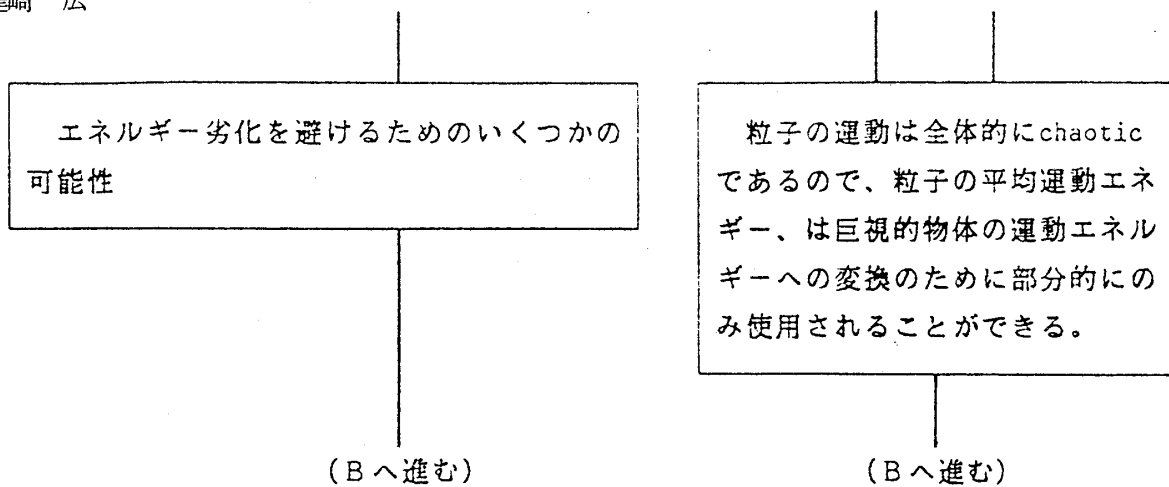 崎 広
エネルギー劣化を避けるためのいくつかの
可能性
粒子の運動は全体的にchaotic
であるので、粒子の平均運動エネ
ギー、は巨視的物体の運動エネル
ギーへの変換のために部分的にの
み使用されることができる。
(Bへ進む)
(Bへ進む)